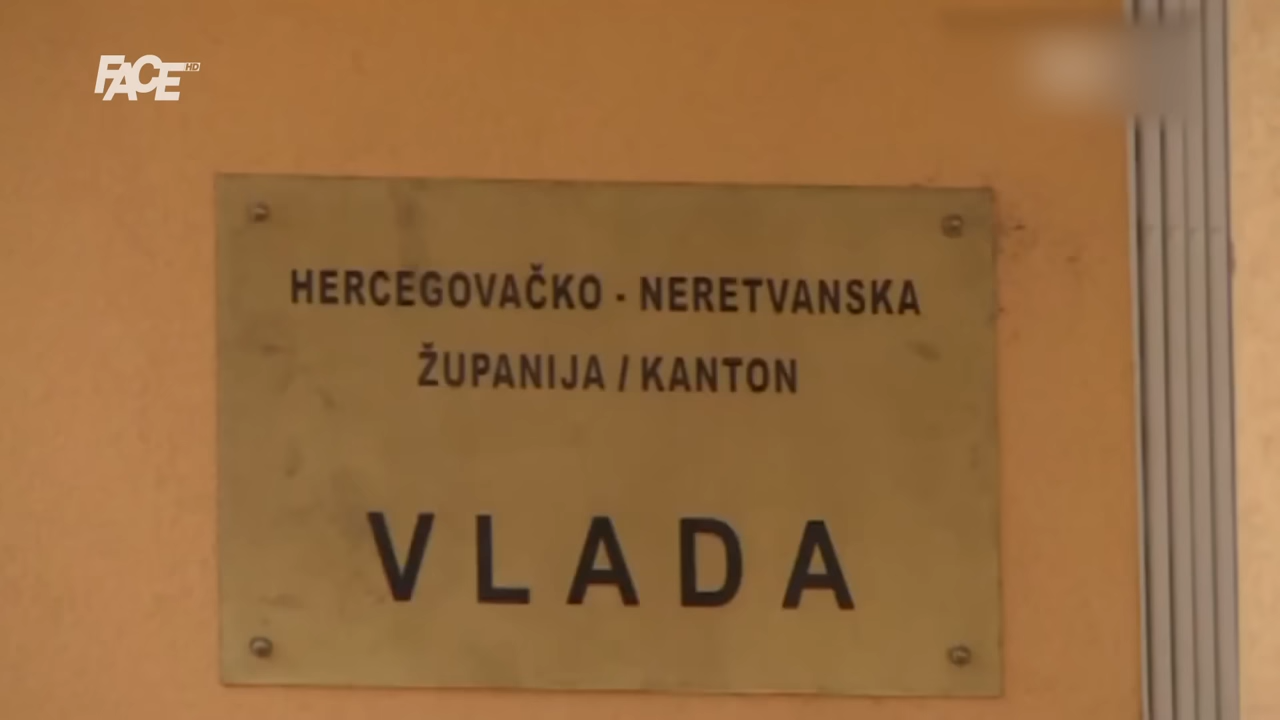 FACE HD
HERCEGOVAČKO - NERETVANSKA
ŽUPANIJA / KANTON
VLADA